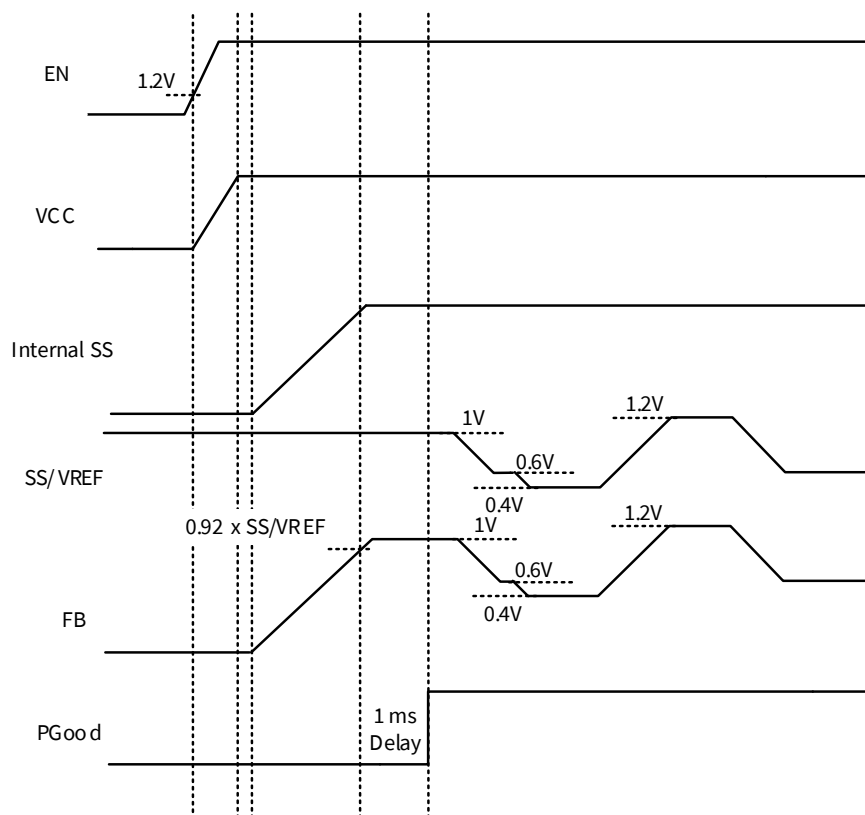 EN
1.2V
VCC
Internal SS
1V
1.2V
SS/VREF
0.6V
0.4V
0.92 x SS/VREF
1V
1.2V
0.6V
0.4V
FB
PGood
1 ms
Delay